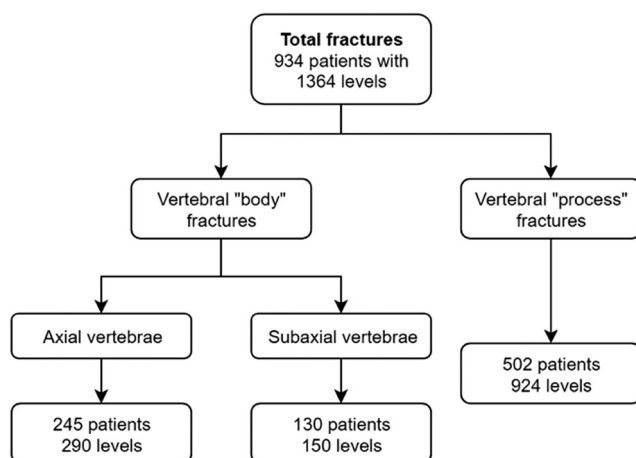 Total fractures
934 patients with
1364 levels
Vertebral "body"
fractures
Vertebral "process"
fractures
Axial vertebrae
Subaxial vertebrae
502 patients
924 levels
245 patients
290 levels
130 patients
150 levels